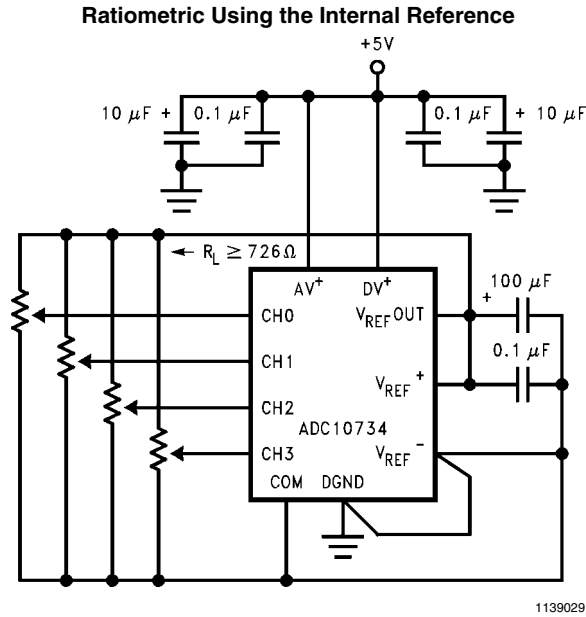 Ratiometric Using the Internal Reference
+5V
10 μF + 0.1 μF 0.1 μF + 10 μF
← R_L ≥ 726Ω
AV+ DV+
100 μF
+
CH0 V_REF OUT
0.1 μF
CH1
V_REF+
CH2
ADC10734
CH3 V_REF−
COM DGND
1139029